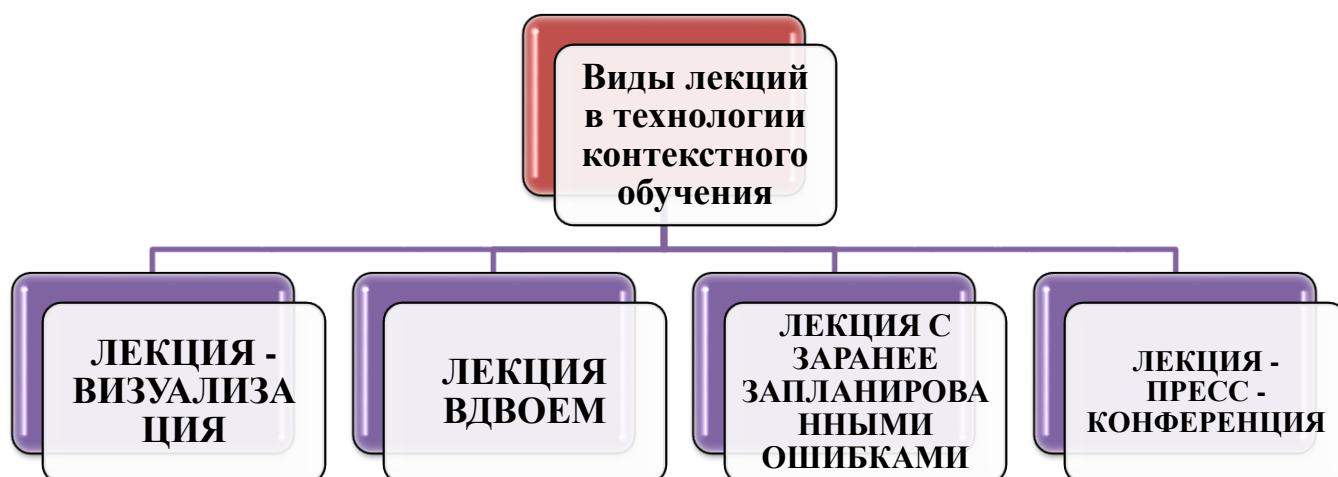 Виды лекций
в технологии
контекстного
обучения
ЛЕКЦИЯ -
ВИЗУАЛИЗА
ЦИЯ
ЛЕКЦИЯ
ВДВОЕМ
ЛЕКЦИЯ С
ЗАРАНЕЕ
ЗАПЛАНИРОВА
ННЫМИ
ОШИБКАМИ
ЛЕКЦИЯ -
ПРЕСС -
КОНФЕРЕНЦИЯ